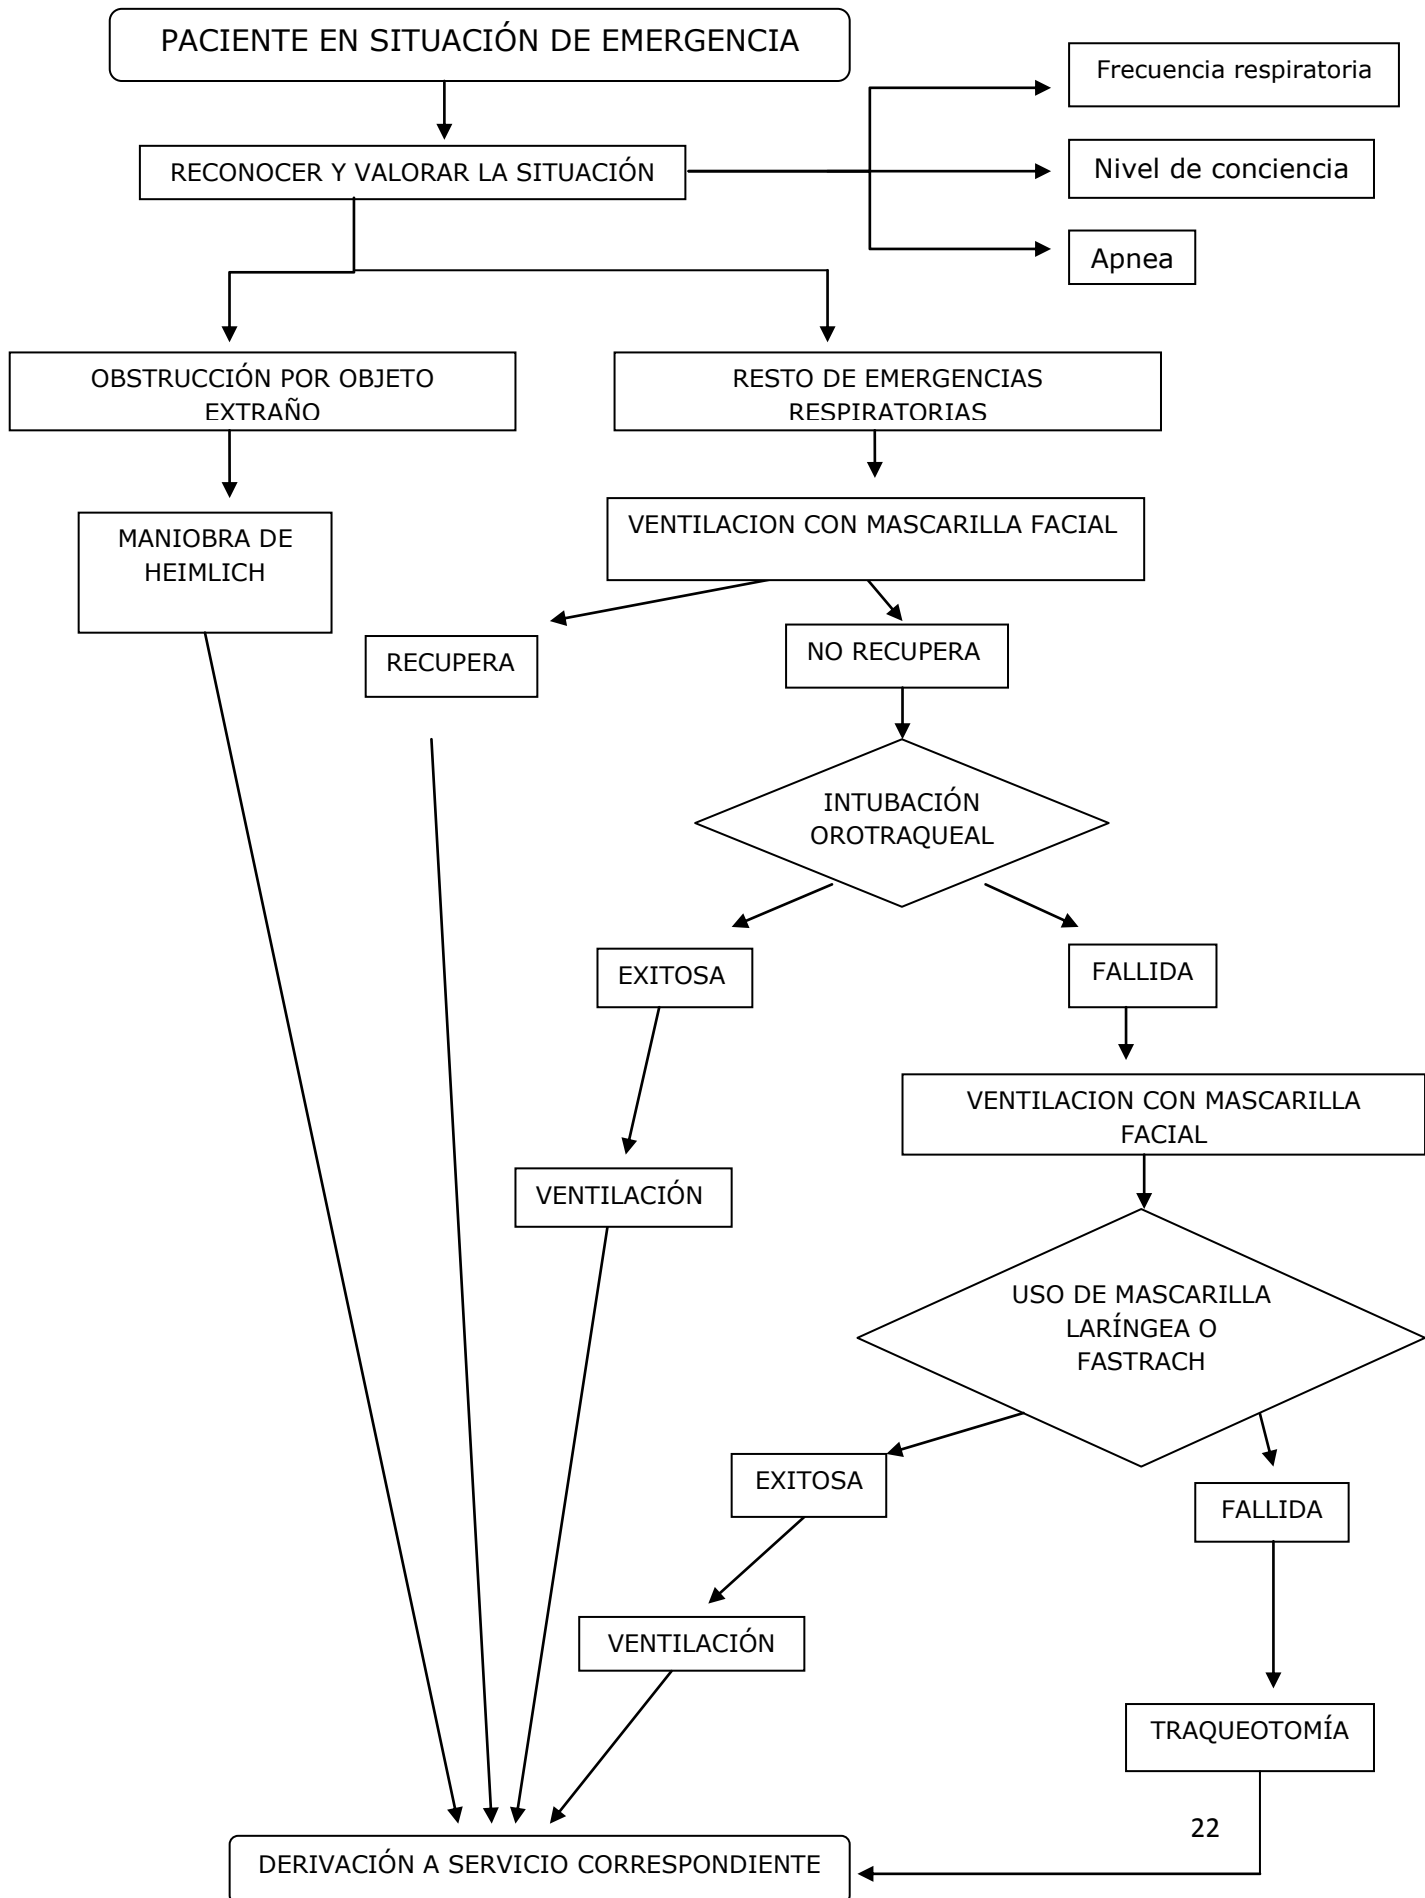 PACIENTE EN SITUACIÓN DE EMERGENCIA
Frecuencia respiratoria
RECONOCER Y VALORAR LA SITUACIÓN
Nivel de conciencia
Apnea
OBSTRUCCIÓN POR OBJETO
EXTRAÑO
RESTO DE EMERGENCIAS
RESPIRATORIAS
MANIOBRA DE
HEIMLICH
VENTILACION CON MASCARILLA FACIAL
RECUPERA
NO RECUPERA
INTUBACIÓN
OROTRAQUEAL
EXITOSA
FALLIDA
VENTILACION CON MASCARILLA
FACIAL
VENTILACIÓN
USO DE MASCARILLA
LARÍNGEA O
FASTRACH
EXITOSA
FALLIDA
VENTILACIÓN
TRAQUEOTOMÍA
22
DERIVACIÓN A SERVICIO CORRESPONDIENTE